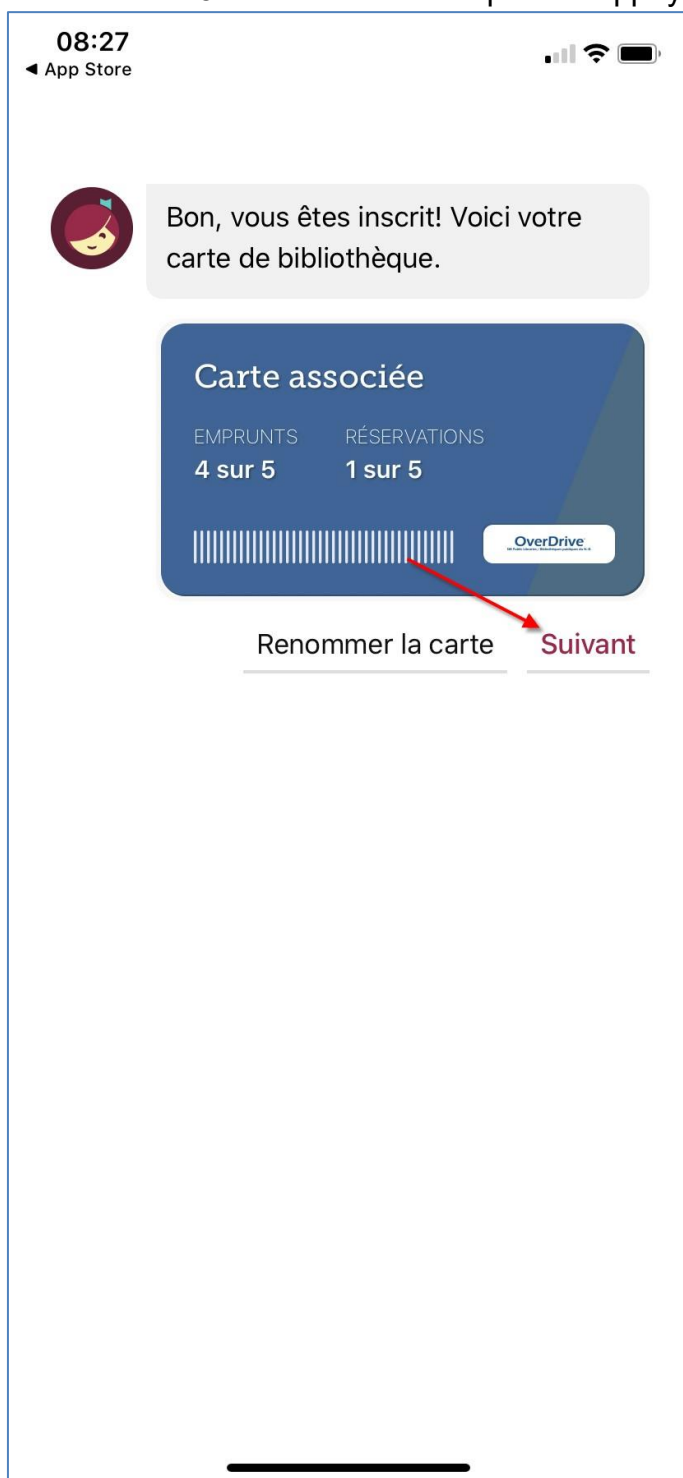 08:27
◀ App Store
Bon, vous êtes inscrit! Voici votre
carte de bibliothèque.
Carte associée
EMPRUNTS RÉSERVATIONS
4 sur 5 1 sur 5
OverDrive
Renommer la carte Suivant